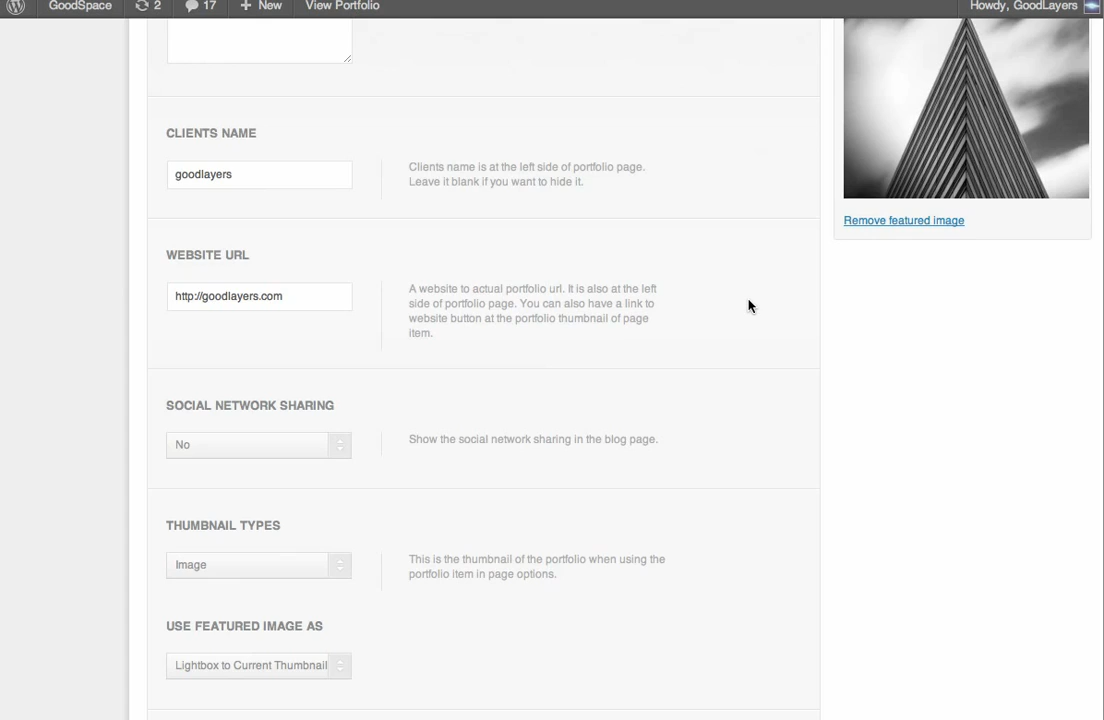 GoodSpace 2 17 New View Portfolio Howdy, GoodLayers
CLIENTS NAME
goodlayers
Clients name is at the left side of portfolio page.
Leave it blank if you want to hide it.
Remove featured image
WEBSITE URL
http://goodlayers.com
A website to actual portfolio url. It is also at the left
side of portfolio page. You can also have a link to
website button at the portfolio thumbnail of page
item.
SOCIAL NETWORK SHARING
No
Show the social network sharing in the blog page.
THUMBNAIL TYPES
Image
This is the thumbnail of the portfolio when using the
portfolio item in page options.
USE FEATURED IMAGE AS
Lightbox to Current Thumbnail